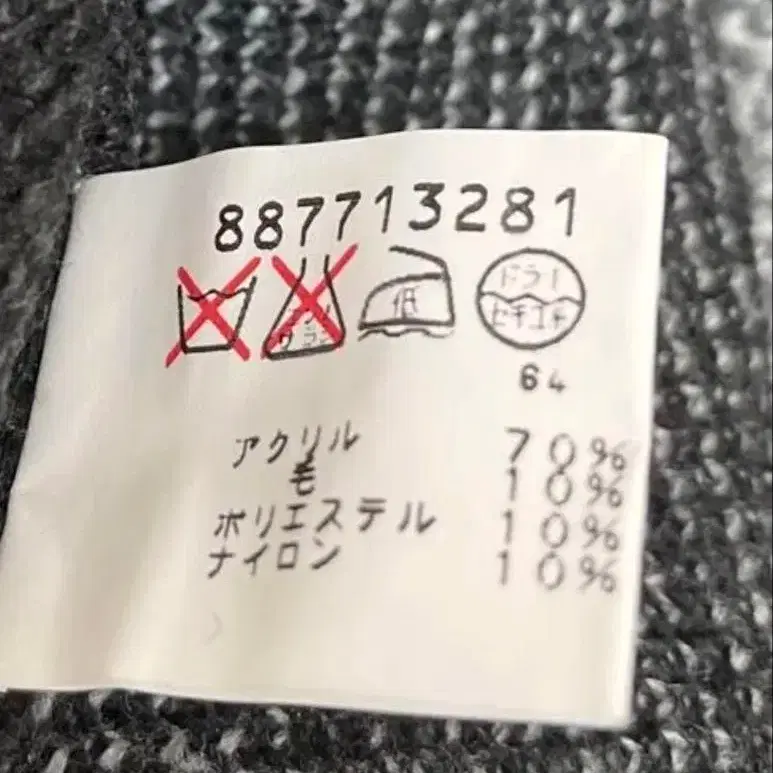 887713281
低 ドライ
セキユ系
64
アクリル 70%
毛 10%
ポリエステル 10%
ナイロン 10%